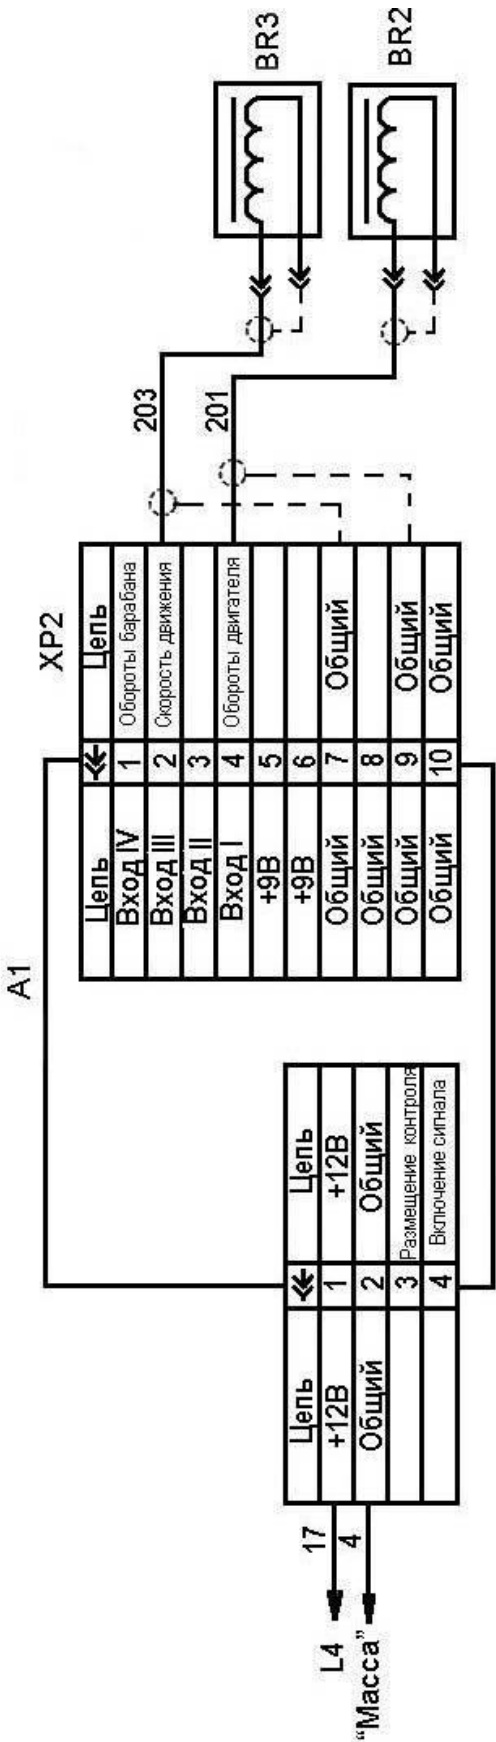 A1
XP2
Цепь
Цепь
Вход IV
1
Обороты барабана
Вход III
2
Скорость движения
Вход II
3
Вход I
4
Обороты двигателя
+9В
5
+9В
6
Общий
7
Общий
Общий
8
Общий
9
Общий
Общий
10
Общий
203
201
BR3
BR2
Цепь
Цепь
+12В
1
+12В
Общий
2
Общий
3
Размещение контроля
4
Включение сигнала
17
4
L4
“Масса”